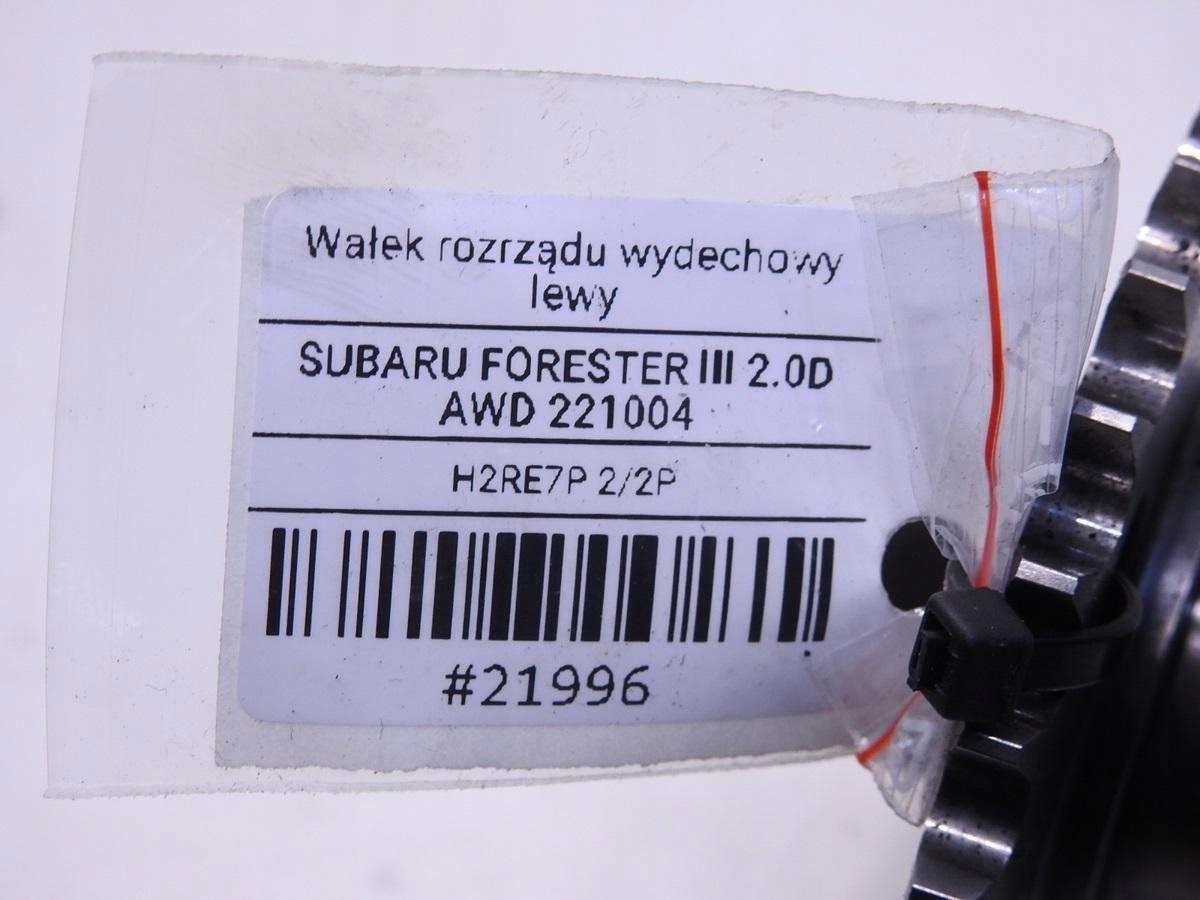 Wałek rozrządu wydechowy
lewy
SUBARU FORESTER III 2.0D
AWD 221004
H2RE7P 2/2P
#21996